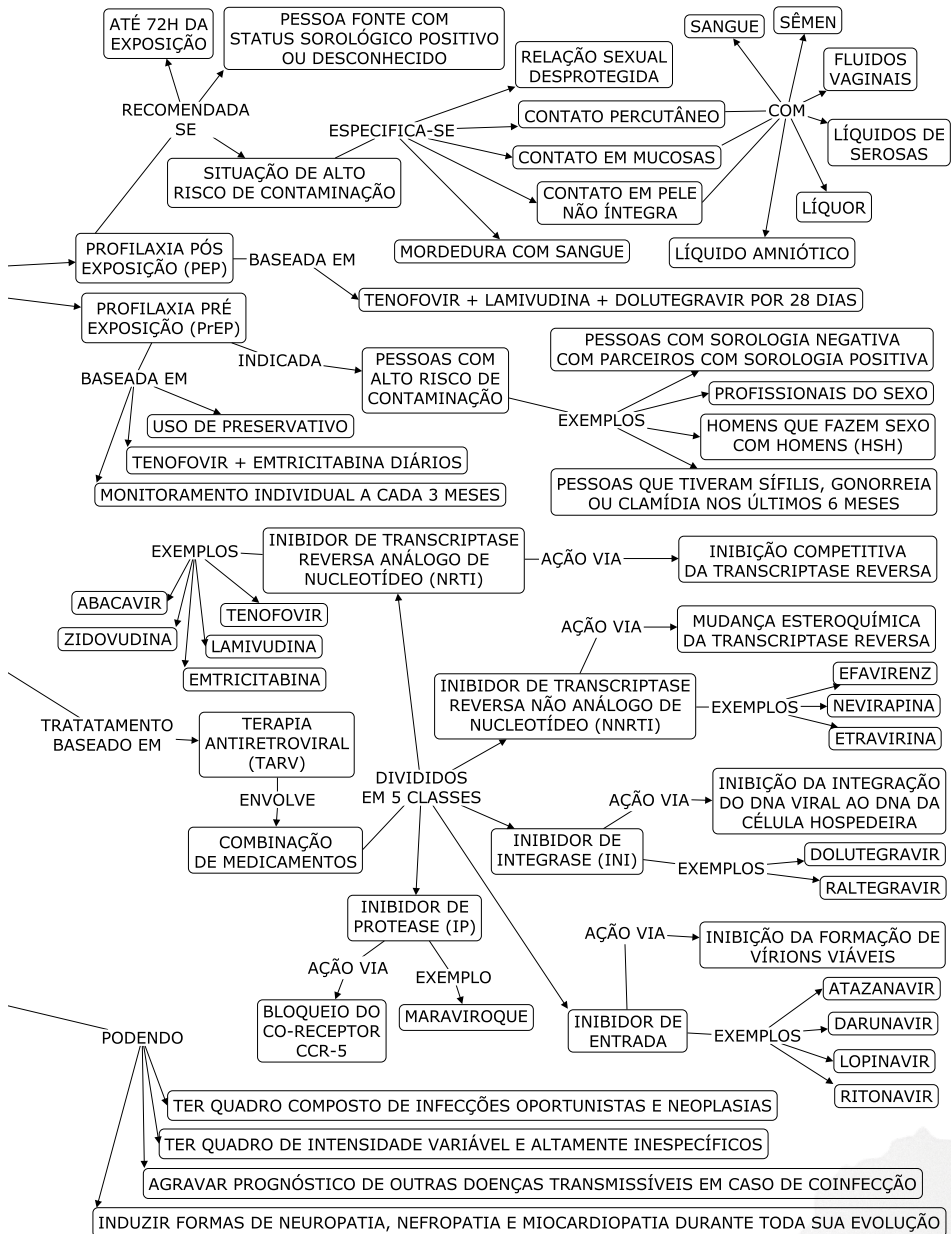 ATÉ 72H DA
EXPOSIÇÃO
PESSOA FONTE COM
STATUS SOROLÓGICO POSITIVO
OU DESCONHECIDO
RECOMENDADA
SE
SITUAÇÃO DE ALTO
RISCO DE CONTAMINAÇÃO
ESPECIFICA-SE
RELAÇÃO SEXUAL
DESPROTEGIDA
CONTATO PERCUTÂNEO
CONTATO EM MUCOSAS
CONTATO EM PELE
NÃO ÍNTEGRA
MORDEDURA COM SANGUE
COM
SANGUE
SÊMEN
FLUIDOS
VAGINAIS
LÍQUIDOS DE
SEROSAS
LÍQUOR
LÍQUIDO AMNIÓTICO
PROFILAXIA PÓS
EXPOSIÇÃO (PEP)
BASEADA EM
TENOFOVIR + LAMIVUDINA + DOLUTEGRAVIR POR 28 DIAS
PROFILAXIA PRÉ
EXPOSIÇÃO (PrEP)
INDICADA
PESSOAS COM
ALTO RISCO DE
CONTAMINAÇÃO
EXEMPLOS
PESSOAS COM SOROLOGIA NEGATIVA
COM PARCEIROS COM SOROLOGIA POSITIVA
PROFISSIONAIS DO SEXO
HOMENS QUE FAZEM SEXO
COM HOMENS (HSH)
PESSOAS QUE TIVERAM SÍFILIS, GONORREIA
OU CLAMÍDIA NOS ÚLTIMOS 6 MESES
BASEADA EM
USO DE PRESERVATIVO
TENOFOVIR + EMTRICITABINA DIÁRIOS
MONITORAMENTO INDIVIDUAL A CADA 3 MESES
INIBIDOR DE TRANSCRIPTASE
REVERSA ANÁLOGO DE
NUCLEOTÍDEO (NRTI)
EXEMPLOS
ABACAVIR
ZIDOVUDINA
EMTRICITABINA
LAMIVUDINA
TENOFOVIR
AÇÃO VIA
INIBIÇÃO COMPETITIVA
DA TRANSCRIPTASE REVERSA
INIBIDOR DE TRANSCRIPTASE
REVERSA NÃO ANÁLOGO DE
NUCLEOTÍDEO (NNRTI)
AÇÃO VIA
MUDANÇA ESTEROQUÍMICA
DA TRANSCRIPTASE REVERSA
EXEMPLOS
EFAVIRENZ
NEVIRAPINA
ETRAVIRINA
TRATATAMENTO
BASEADO EM
TERAPIA
ANTIRETROVIRAL
(TARV)
ENVOLVE
COMBINAÇÃO
DE MEDICAMENTOS
DIVIDIDOS
EM 5 CLASSES
INIBIDOR DE
INTEGRASE (INI)
AÇÃO VIA
INIBIÇÃO DA INTEGRAÇÃO
DO DNA VIRAL AO DNA DA
CÉLULA HOSPEDEIRA
EXEMPLOS
DOLUTEGRAVIR
RALTEGRAVIR
INIBIDOR DE
PROTEASE (IP)
AÇÃO VIA
BLOQUEIO DO
CO-RECEPTOR
CCR-5
EXEMPLO
MARAVIROQUE
INIBIDOR DE
ENTRADA
AÇÃO VIA
INIBIÇÃO DA FORMAÇÃO DE
VÍRIONS VIÁVEIS
EXEMPLOS
ATAZANAVIR
DARUNAVIR
LOPINAVIR
RITONAVIR
PODENDO
TER QUADRO COMPOSTO DE INFECÇÕES OPORTUNISTAS E NEOPLASIAS
TER QUADRO DE INTENSIDADE VARIÁVEL E ALTAMENTE INESPECÍFICOS
AGRAVAR PROGNÓSTICO DE OUTRAS DOENÇAS TRANSMISSÍVEIS EM CASO DE COINFECÇÃO
INDUZIR FORMAS DE NEUROPATIA, NEFROPATIA E MIOCARDIOPATIA DURANTE TODA SUA EVOLUÇÃO